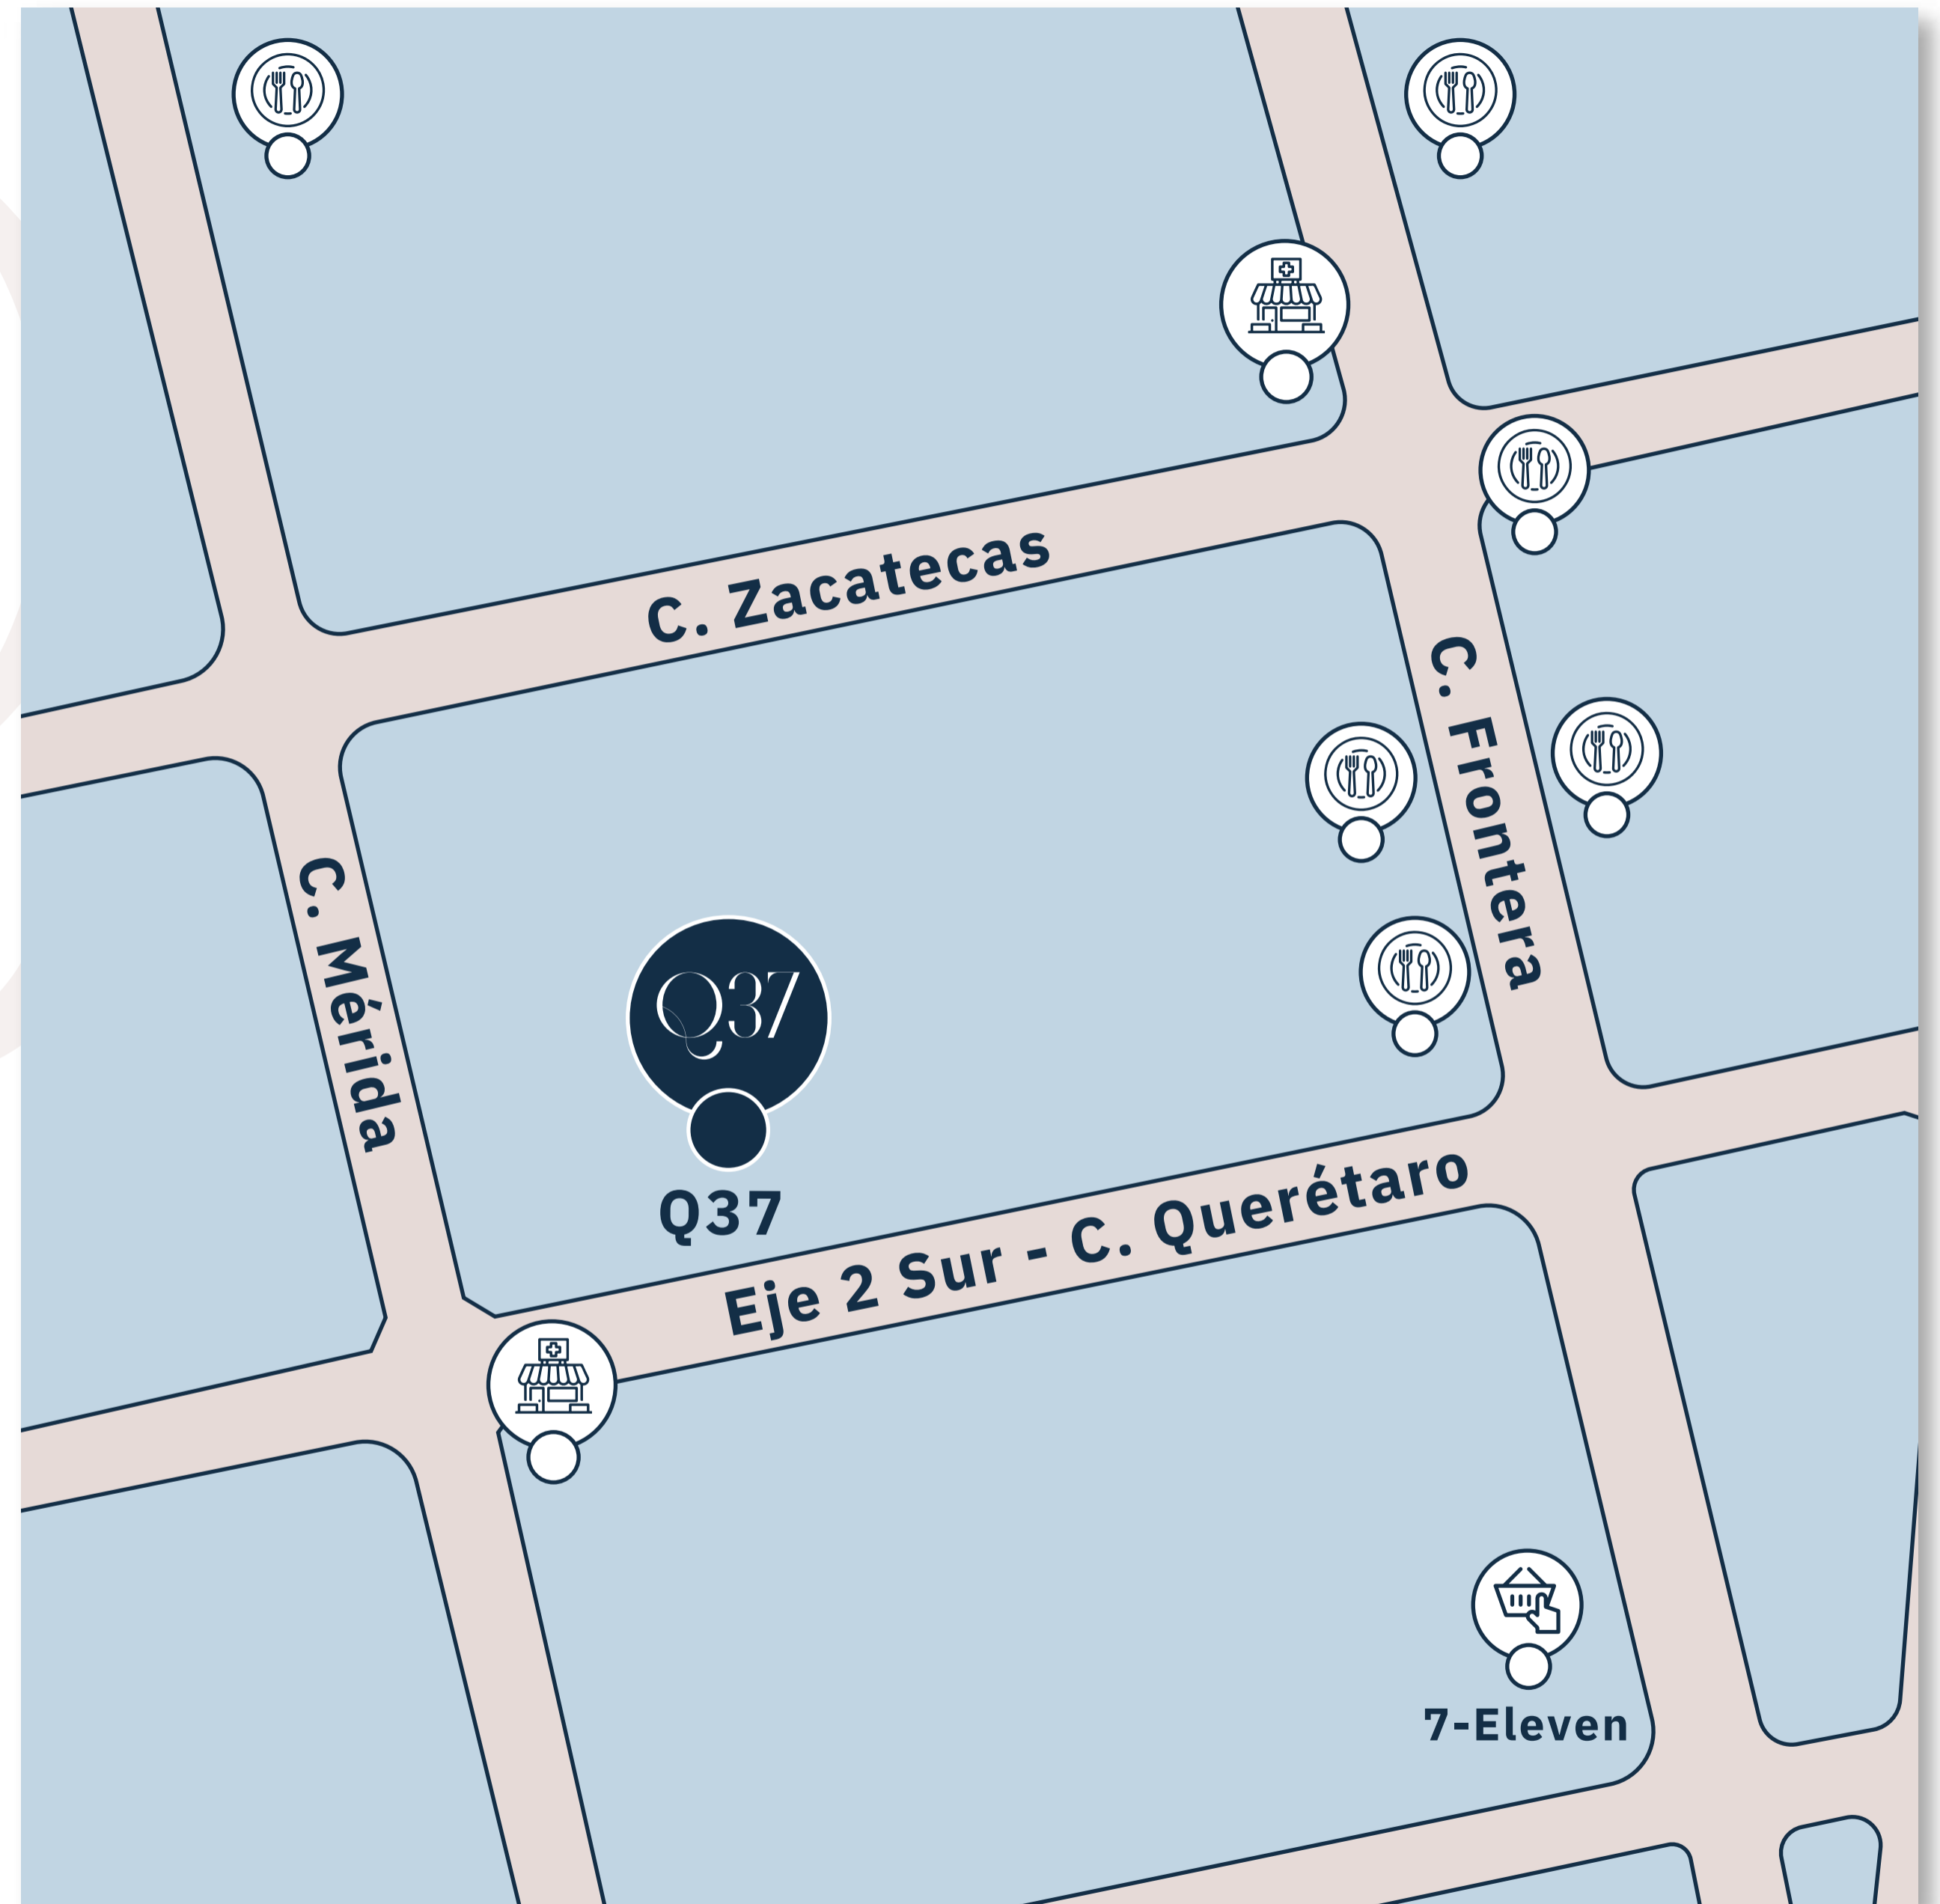 C. Zacatecas
C. Frontera
C. Mérida
Q37
Q37
Eje 2 Sur - C. Querétaro
7-Eleven